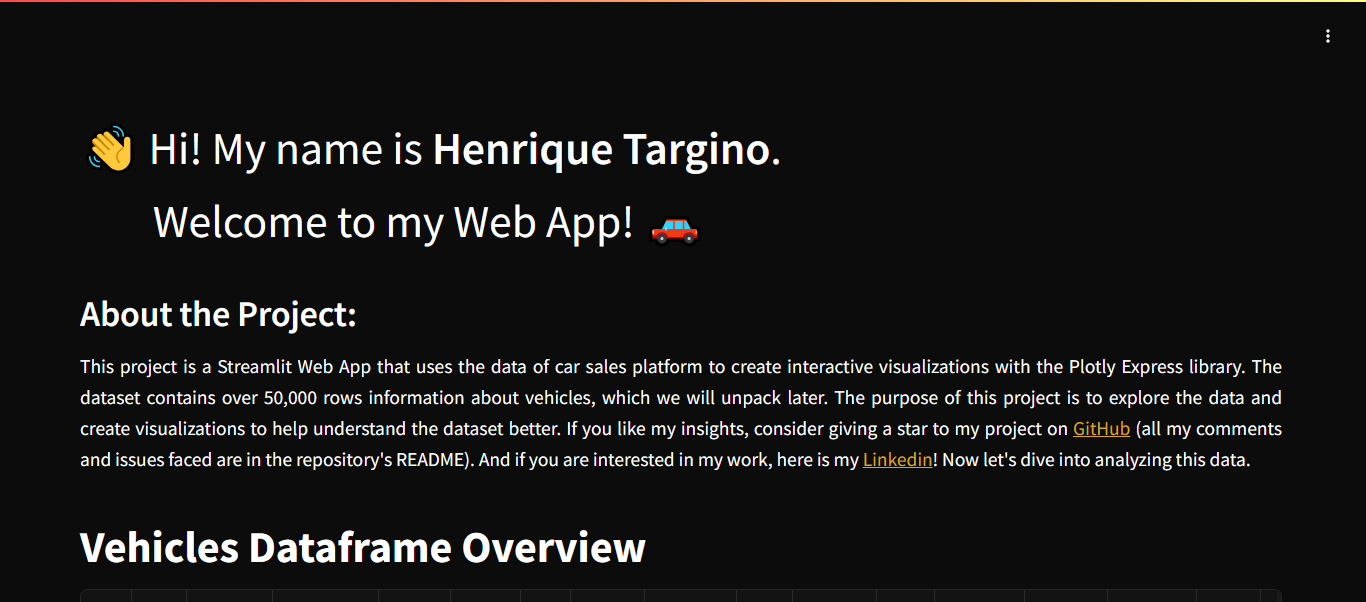 👋 Hi! My name is Henrique Targino.
Welcome to my Web App! 🚗
About the Project:
This project is a Streamlit Web App that uses the data of car sales platform to create interactive visualizations with the Plotly Express library. The
dataset contains over 50,000 rows information about vehicles, which we will unpack later. The purpose of this project is to explore the data and
create visualizations to help understand the dataset better. If you like my insights, consider giving a star to my project on GitHub (all my comments
and issues faced are in the repository's README). And if you are interested in my work, here is my Linkedin! Now let's dive into analyzing this data.
Vehicles Dataframe Overview